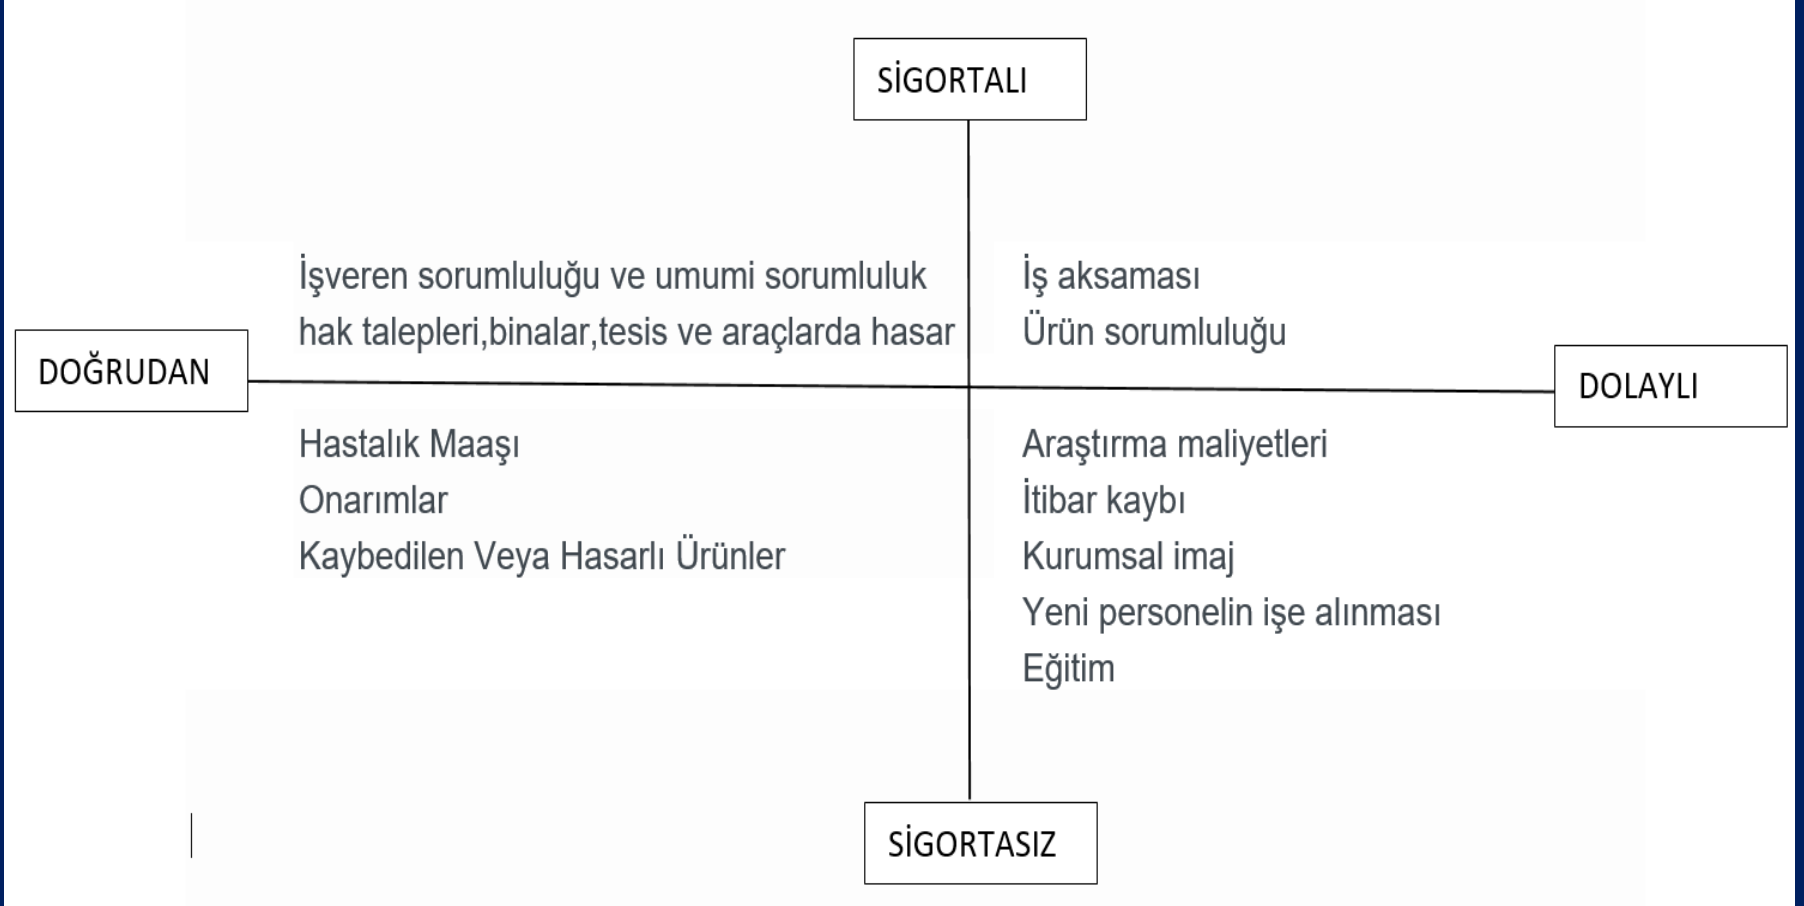 SİGORTALI
İşveren sorumluluğu ve umumi sorumluluk
hak talepleri,binalar,tesis ve araçlarda hasar
İş aksaması
Ürün sorumluluğu
DOĞRUDAN
DOLAYLI
Hastalık Maaşı
Onarımlar
Kaybedilen Veya Hasarlı Ürünler
Araştırma maliyetleri
İtibar kaybı
Kurumsal imaj
Yeni personelin işe alınması
Eğitim
SİGORTASIZ